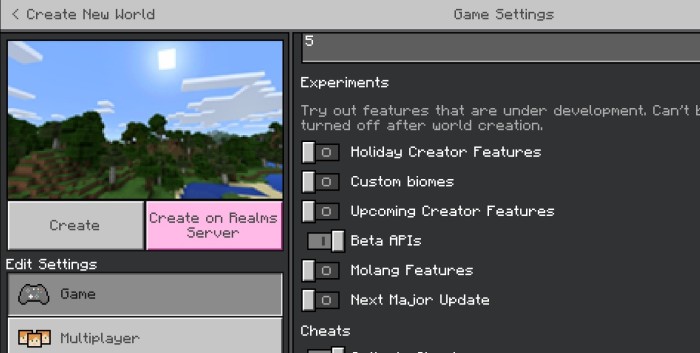 < Create New World
Game Settings
5
Experiments
Try out features that are under development. Can't
turned off after world creation.
Holiday Creator Features
Custom biomes
Upcoming Creator Features
Beta APIs
Molang Features
Next Major Update
Cheats
Create
Create on Realms
Server
Edit Settings
Game
Multiplayer